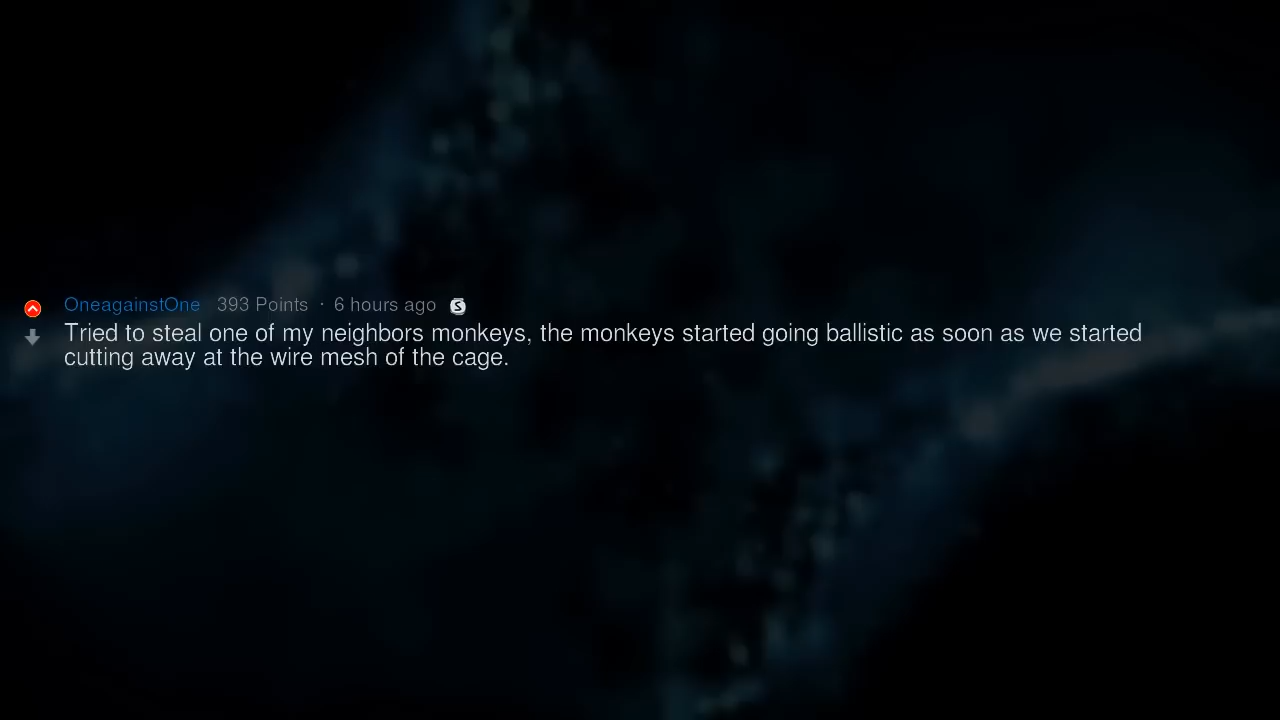 OneagainstOne 393 Points · 6 hours ago
Tried to steal one of my neighbors monkeys, the monkeys started going ballistic as soon as we started
cutting away at the wire mesh of the cage.